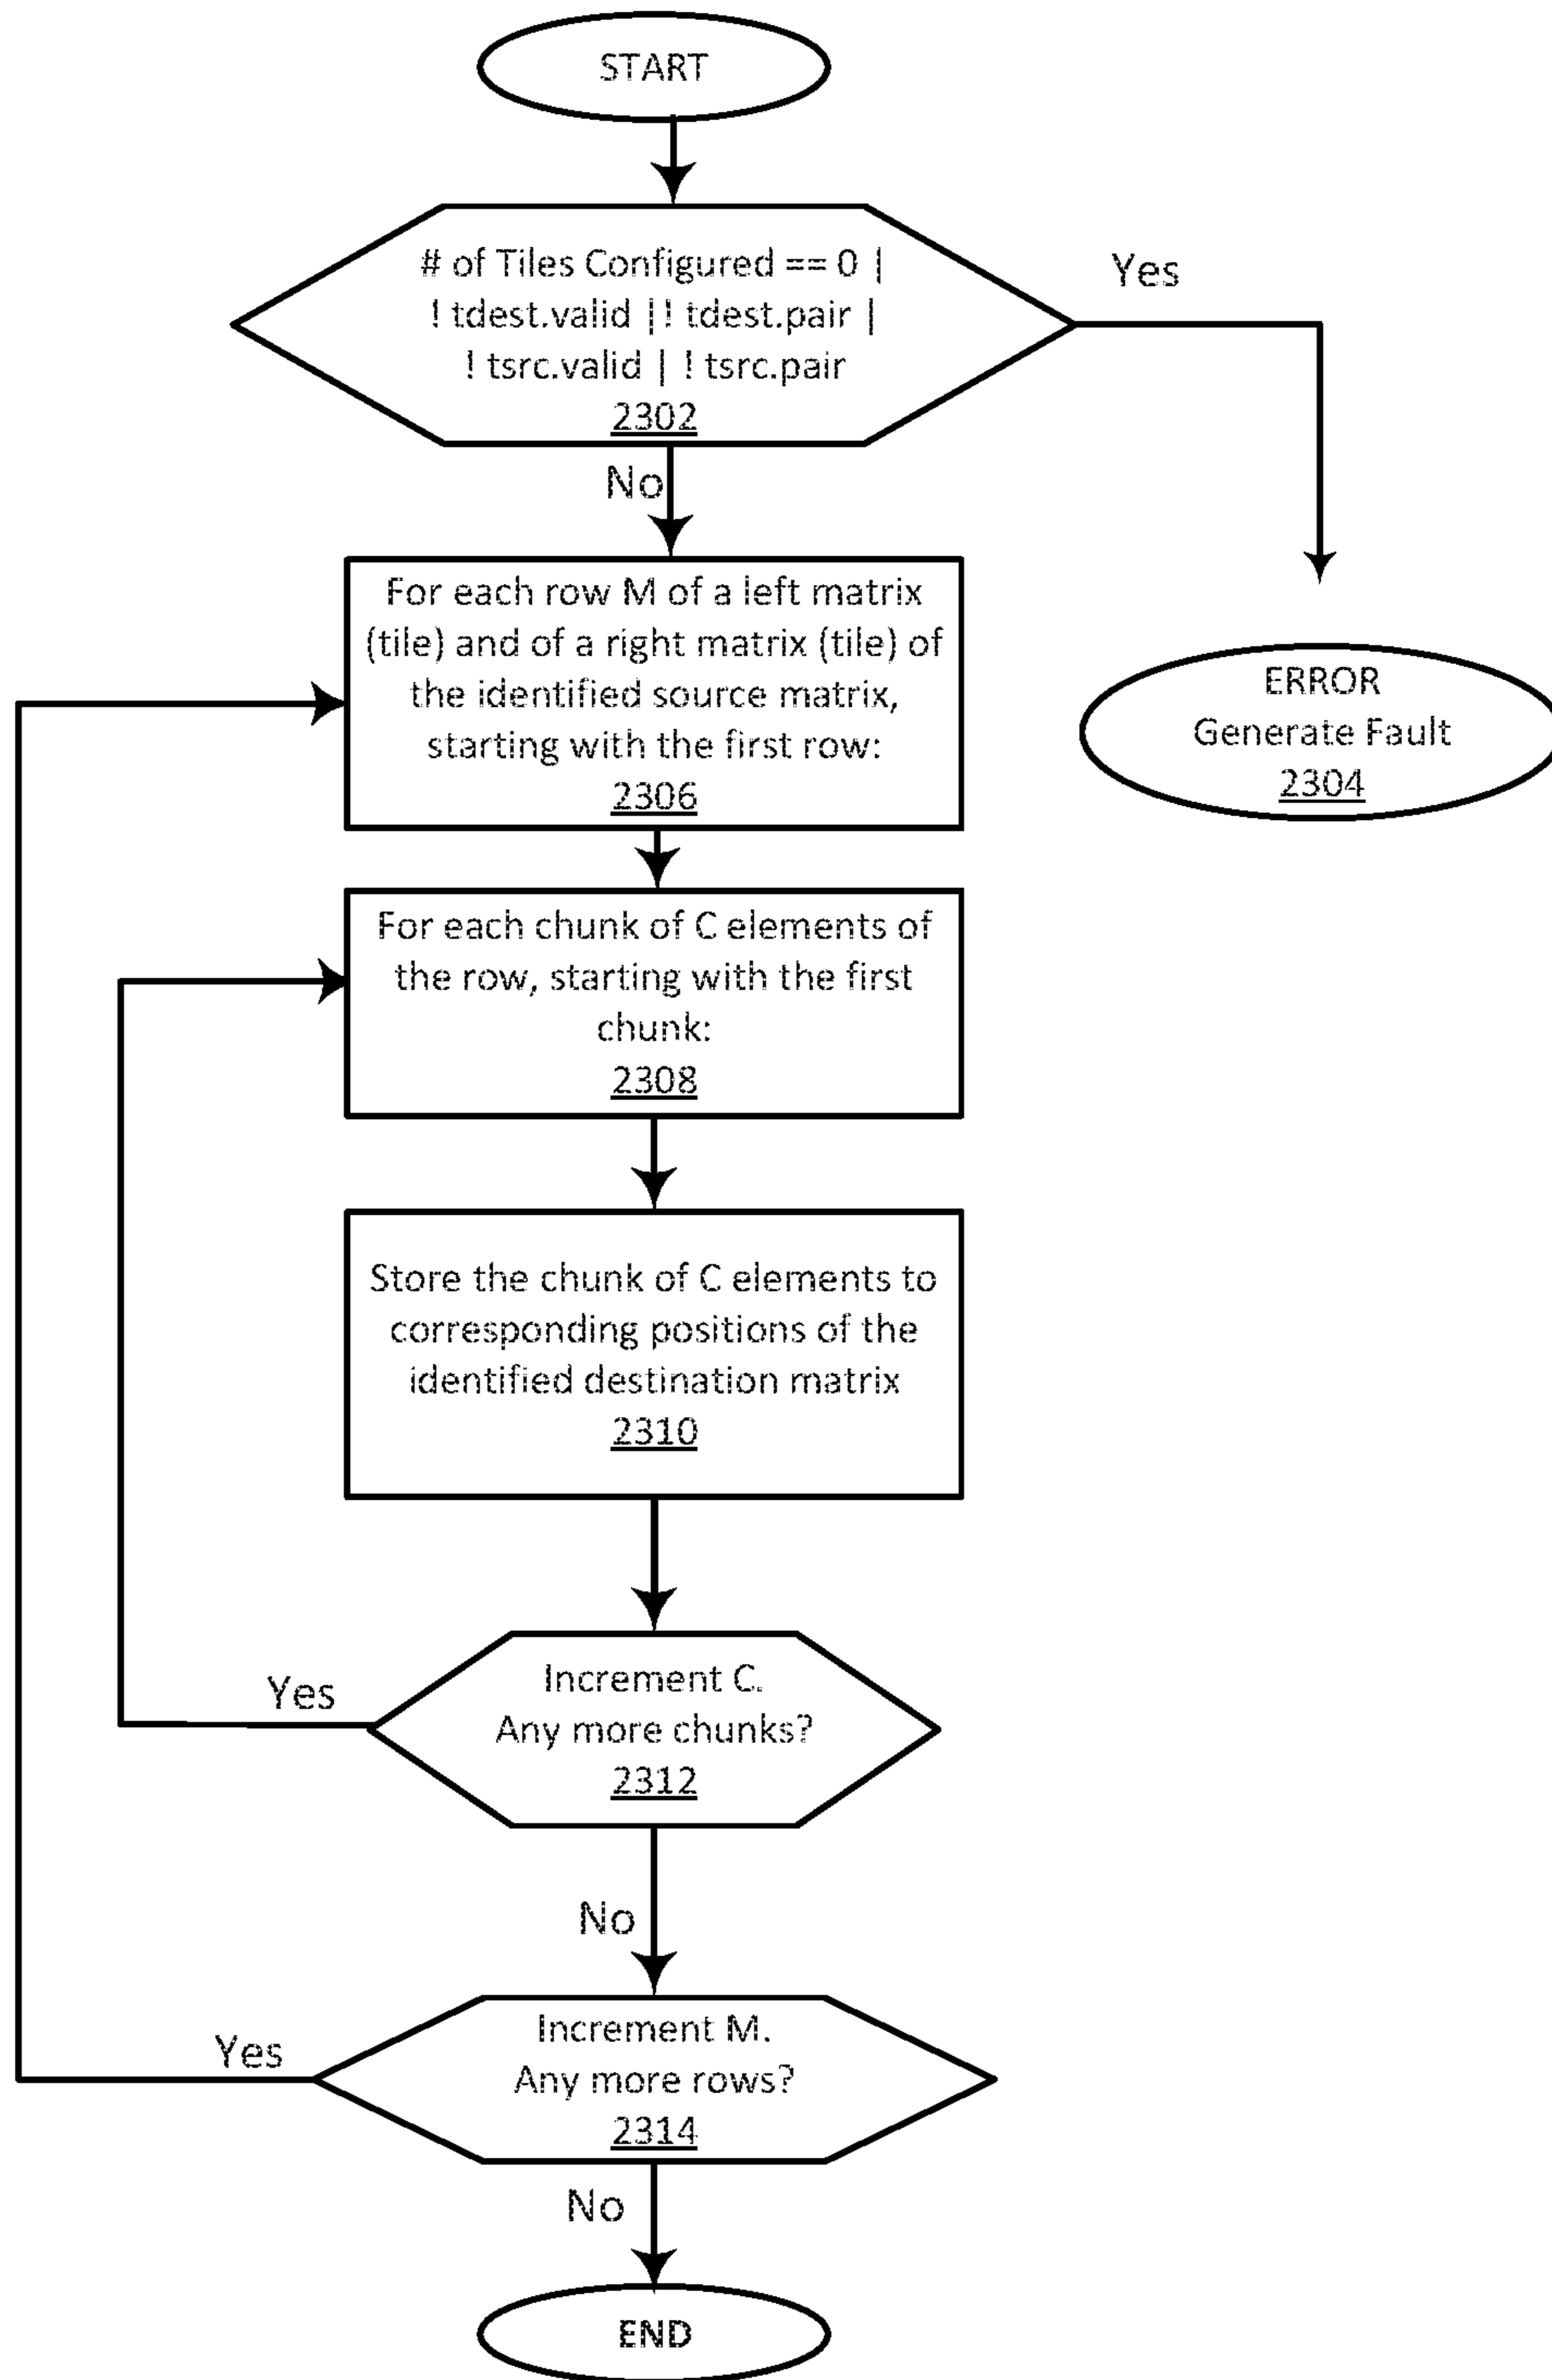 START
# of Tiles Configured == 0 |
! tdest.valid |! tdest.pair |
! tsrc.valid | ! tsrc.pair
2302
Yes
No
For each row M of a left matrix
(tile) and of a right matrix (tile) of
the identified source matrix,
starting with the first row:
2306
ERROR
Generate Fault
2304
For each chunk of C elements of
the row, starting with the first
chunk:
2308
Store the chunk of C elements to
corresponding positions of the
identified destination matrix
2310
Yes
Increment C.
Any more chunks?
2312
No
Yes
Increment M.
Any more rows?
2314
No
END